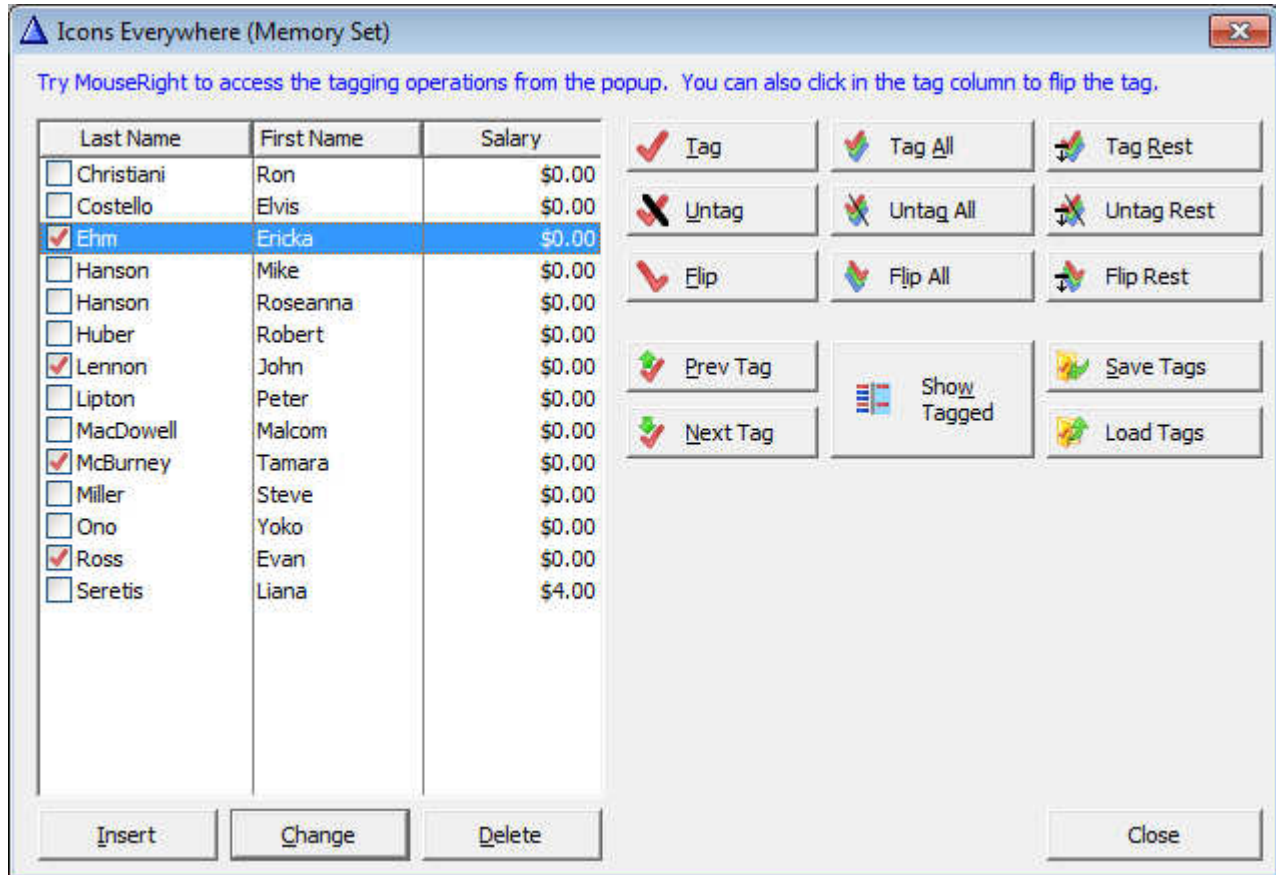 Icons Everywhere (Memory Set)
Try MouseRight to access the tagging operations from the popup. You can also click in the tag column to flip the tag.
Last Name First Name Salary
Christiani Ron $0.00
Costello Elvis $0.00
Ehm Ericka $0.00
Hanson Mike $0.00
Hanson Roseanna $0.00
Huber Robert $0.00
Lennon John $0.00
Lipton Peter $0.00
MacDowell Malcom $0.00
McBurney Tamara $0.00
Miller Steve $0.00
Ono Yoko $0.00
Ross Evan $0.00
Seretis Liana $4.00
Tag Tag All Tag Rest
Untag Untag All Untag Rest
Flip Flip All Flip Rest
Prev Tag
Next Tag
Show
Tagged
Save Tags
Load Tags
Insert Change Delete Close